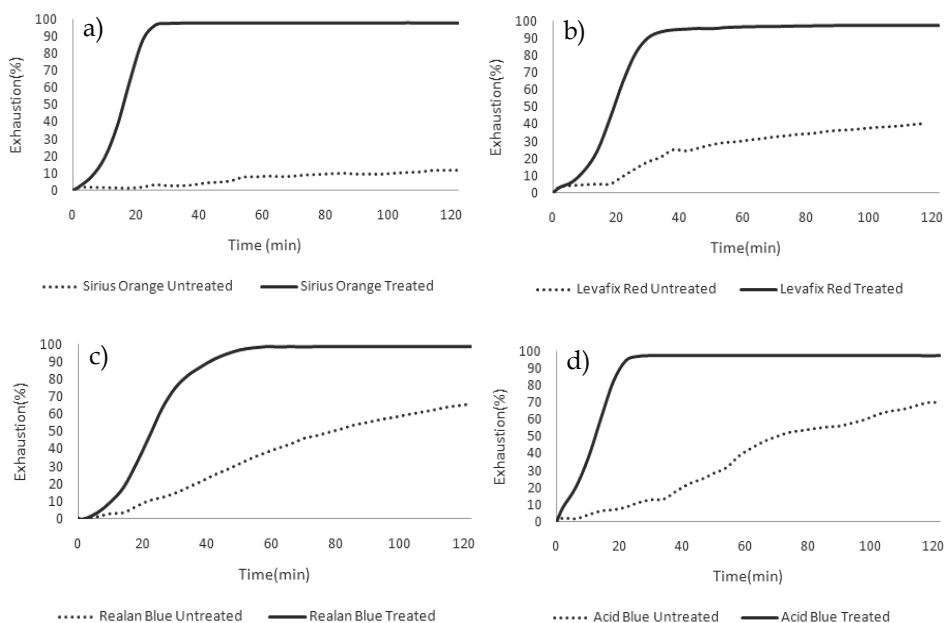 a)
Exhaustion(%)
100
90
80
70
60
50
40
30
20
10
0
0 20 40 60 80 100 120
Time (min)
Sirius Orange Untreated Sirius Orange Treated
b)
Exhaustion(%)
100
90
80
70
60
50
40
30
20
10
0
0 20 40 60 80 100 120
Time(min)
Levafix Red Untreated Levafix Red Treated
c)
Exhaustion(%)
100
90
80
70
60
50
40
30
20
10
0
0 20 40 60 80 100 120
Time(min)
Realan Blue Untreated Realan Blue Treated
d)
Exhaustion(%)
100
90
80
70
60
50
40
30
20
10
0
0 20 40 60 80 100 120
Time(min)
Acid Blue Untreated Acid Blue Treated